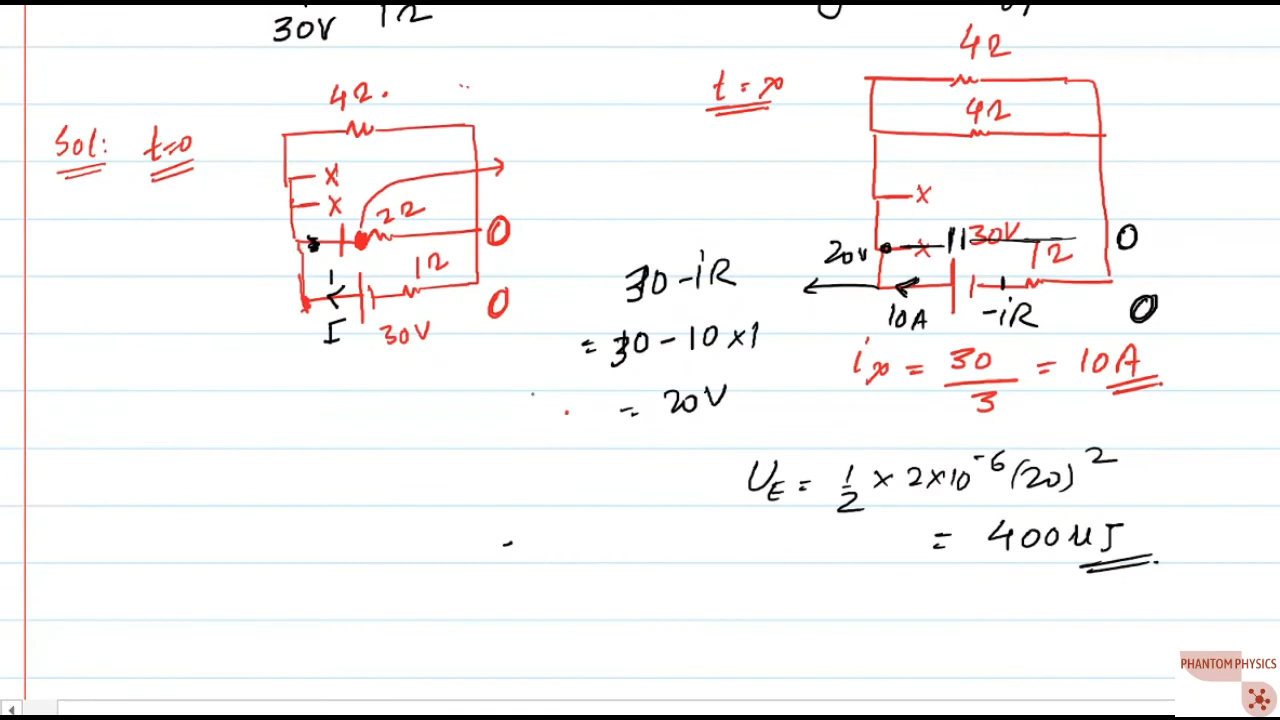 30V 1Ω
Sol: t=0
4Ω.
x
x
2Ω
0
1Ω
I
30V
0
30-iR
= 30-10×1
= 20V
t=∞
4Ω
4Ω
x
20V
x
30V
1Ω
0
10A
-iR
0
i∞ = 30/3 = 10A
UE = 1/2 × 2×10^-6 (20)^2
= 400μJ
PHANTOM PHYSICS